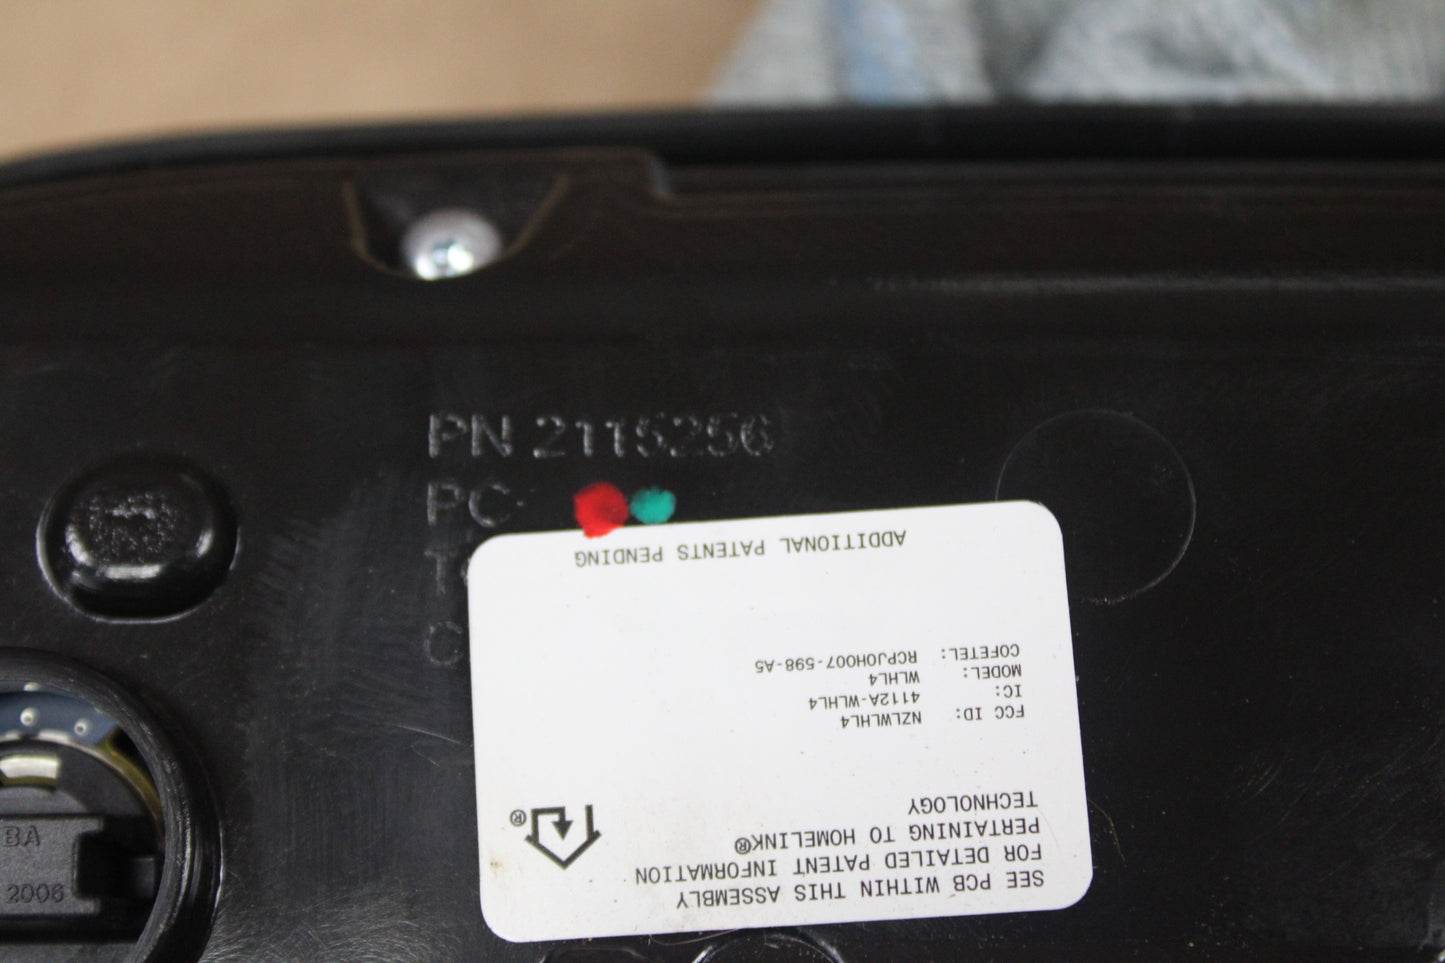 PN 2115256
PC
SEE PCB WITHIN THIS ASSEMBLY
FOR DETAILED PATENT INFORMATION
PERTAINING TO HOMELINK®
TECHNOLOGY
®
FCC ID: NZLWLHL4
IC: 4112A-WLHL4
MODEL: WLHL4
COFETEL: RCPJOHO07-598-A5
ADDITIONAL PATENTS PENDING
BA
2006